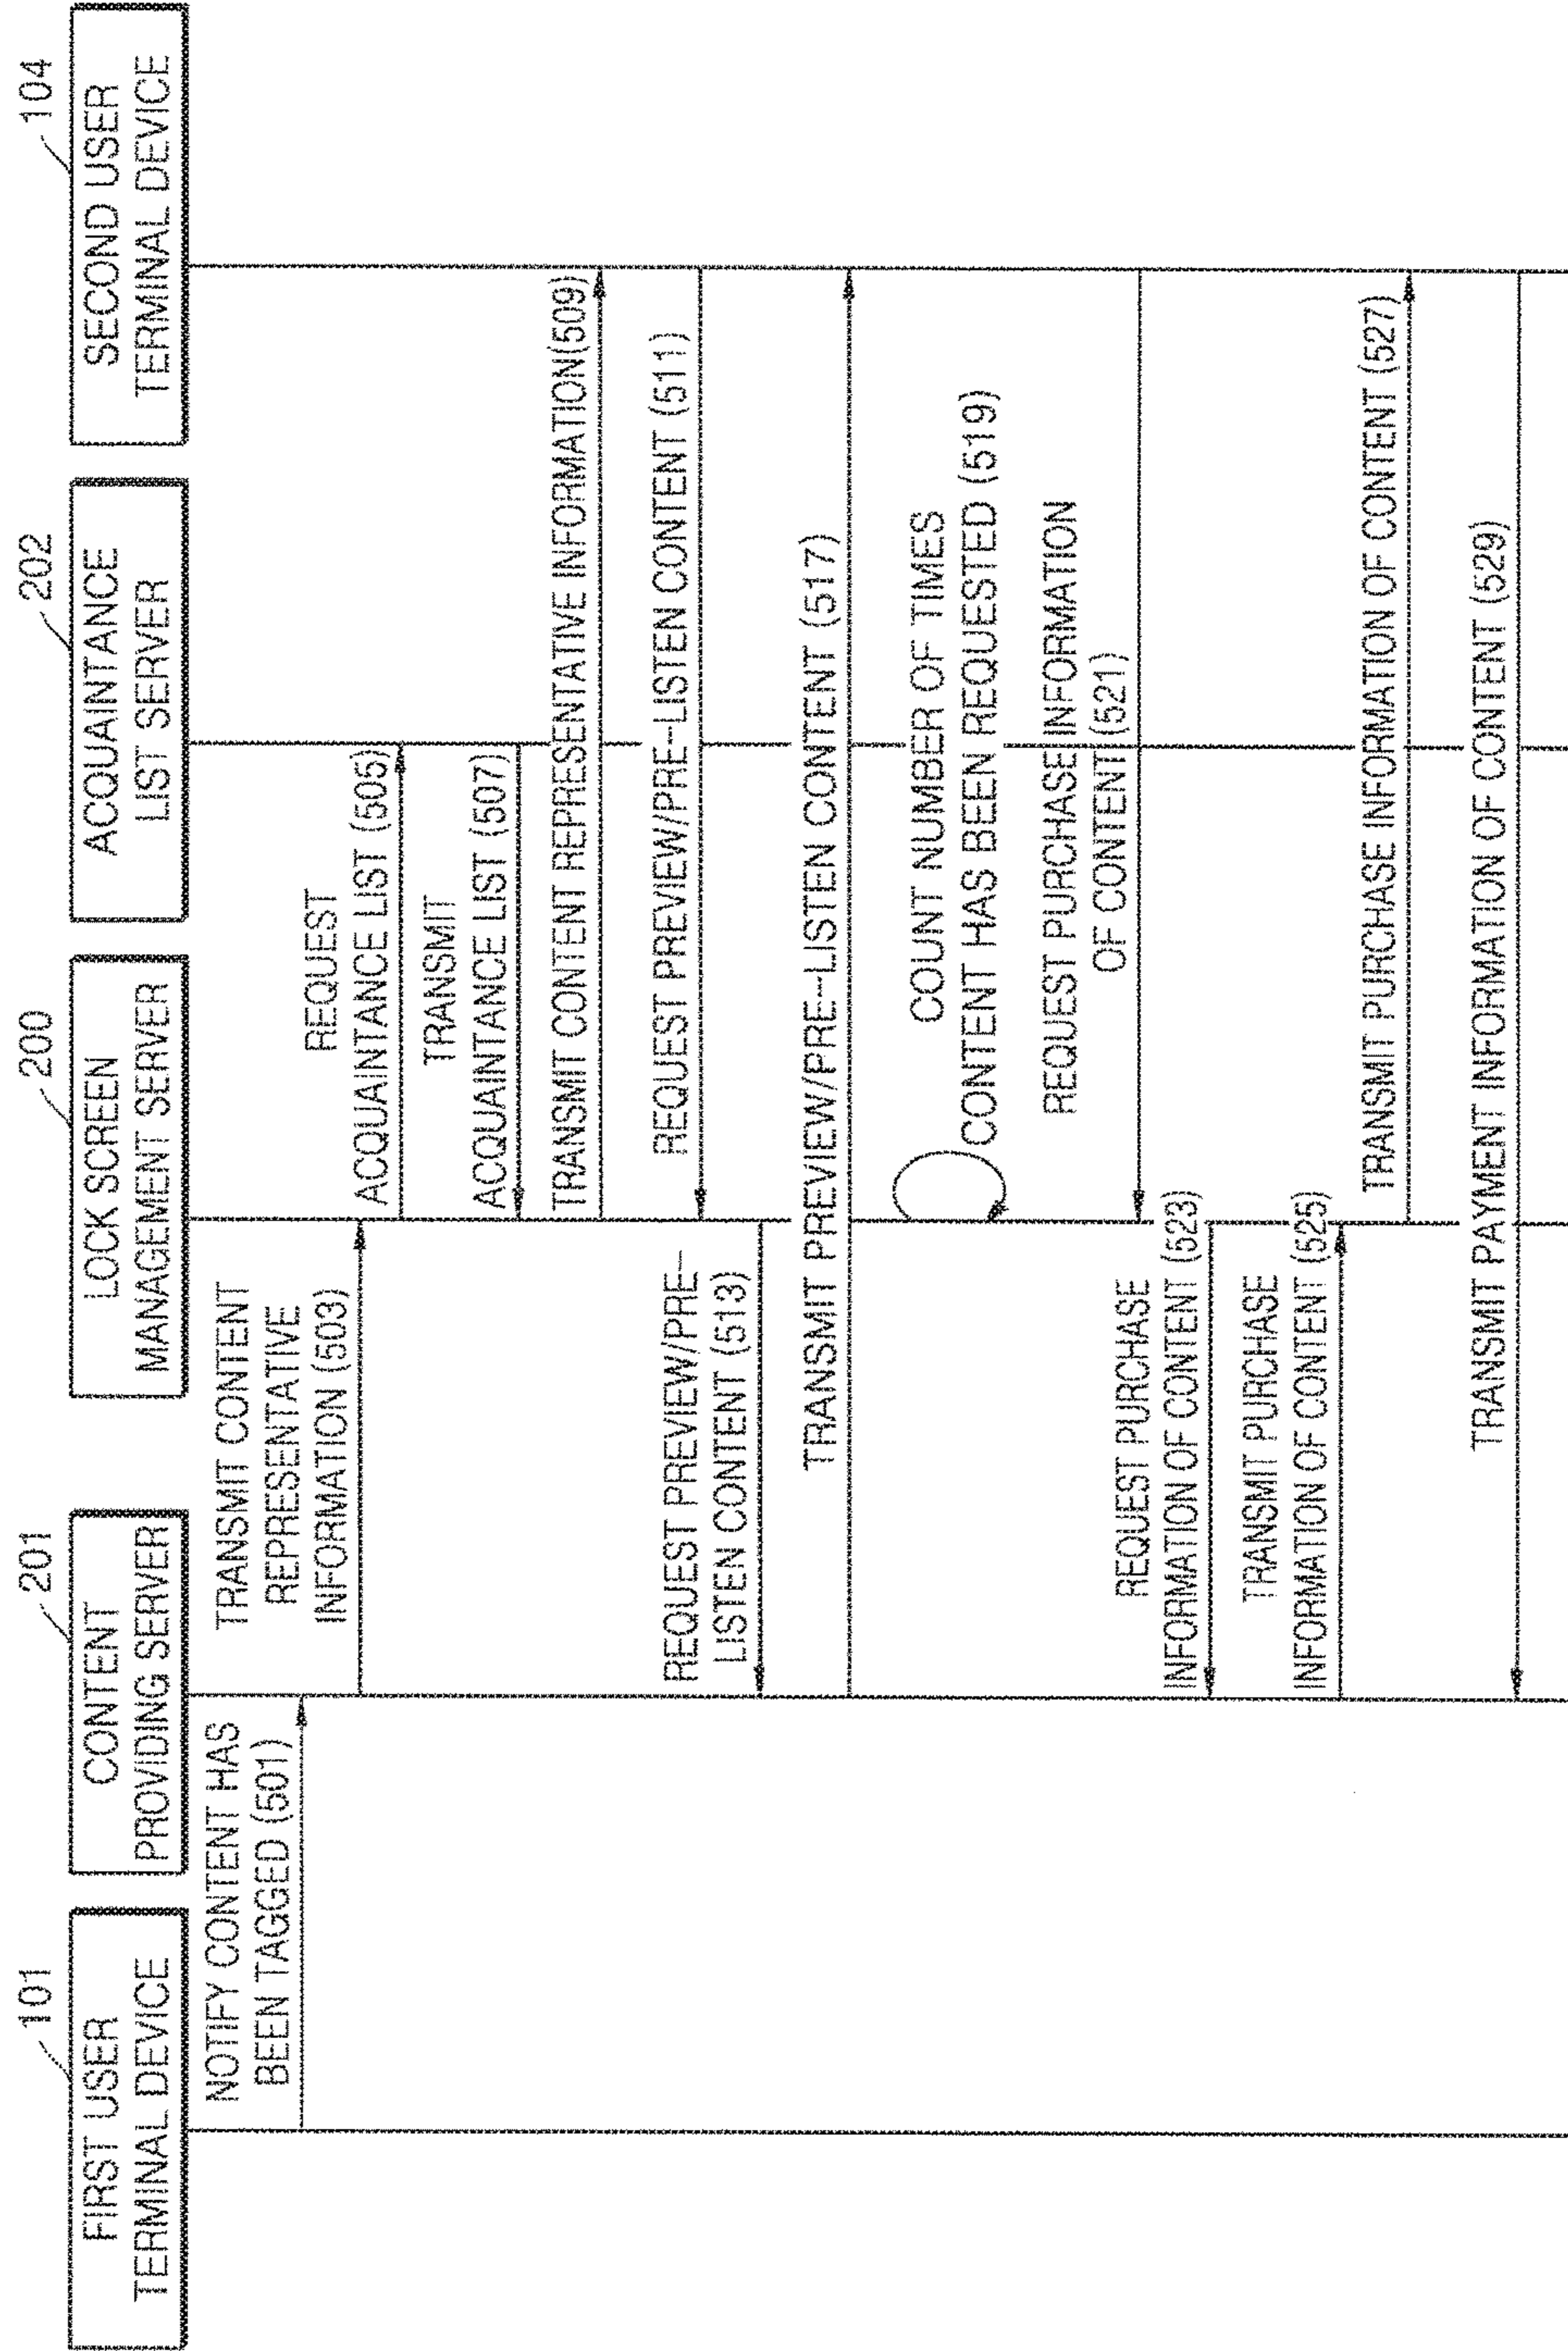 101
FIRST USER
TERMINAL DEVICE
201
CONTENT
PROVIDING SERVER
200
LOCK SCREEN
MANAGEMENT SERVER
202
ACQUAINTANCE
LIST SERVER
104
SECOND USER
TERMINAL DEVICE
NOTIFY CONTENT HAS
BEEN TAGGED (501)
TRANSMIT CONTENT
REPRESENTATIVE
INFORMATION (503)
REQUEST
ACQUAINTANCE LIST (505)
TRANSMIT
ACQUAINTANCE LIST (507)
TRANSMIT CONTENT REPRESENTATIVE INFORMATION(509)
REQUEST PREVIEW/PRE-LISTEN CONTENT (511)
REQUEST PREVIEW/PRE-
LISTEN CONTENT (513)
TRANSMIT PREVIEW/PRE-LISTEN CONTENT (517)
COUNT NUMBER OF TIMES
CONTENT HAS BEEN REQUESTED (519)
REQUEST PURCHASE INFORMATION
OF CONTENT (521)
REQUEST PURCHASE
INFORMATION OF CONTENT (523)
TRANSMIT PURCHASE
INFORMATION OF CONTENT (525)
TRANSMIT PURCHASE INFORMATION OF CONTENT (527)
TRANSMIT PAYMENT INFORMATION OF CONTENT (529)